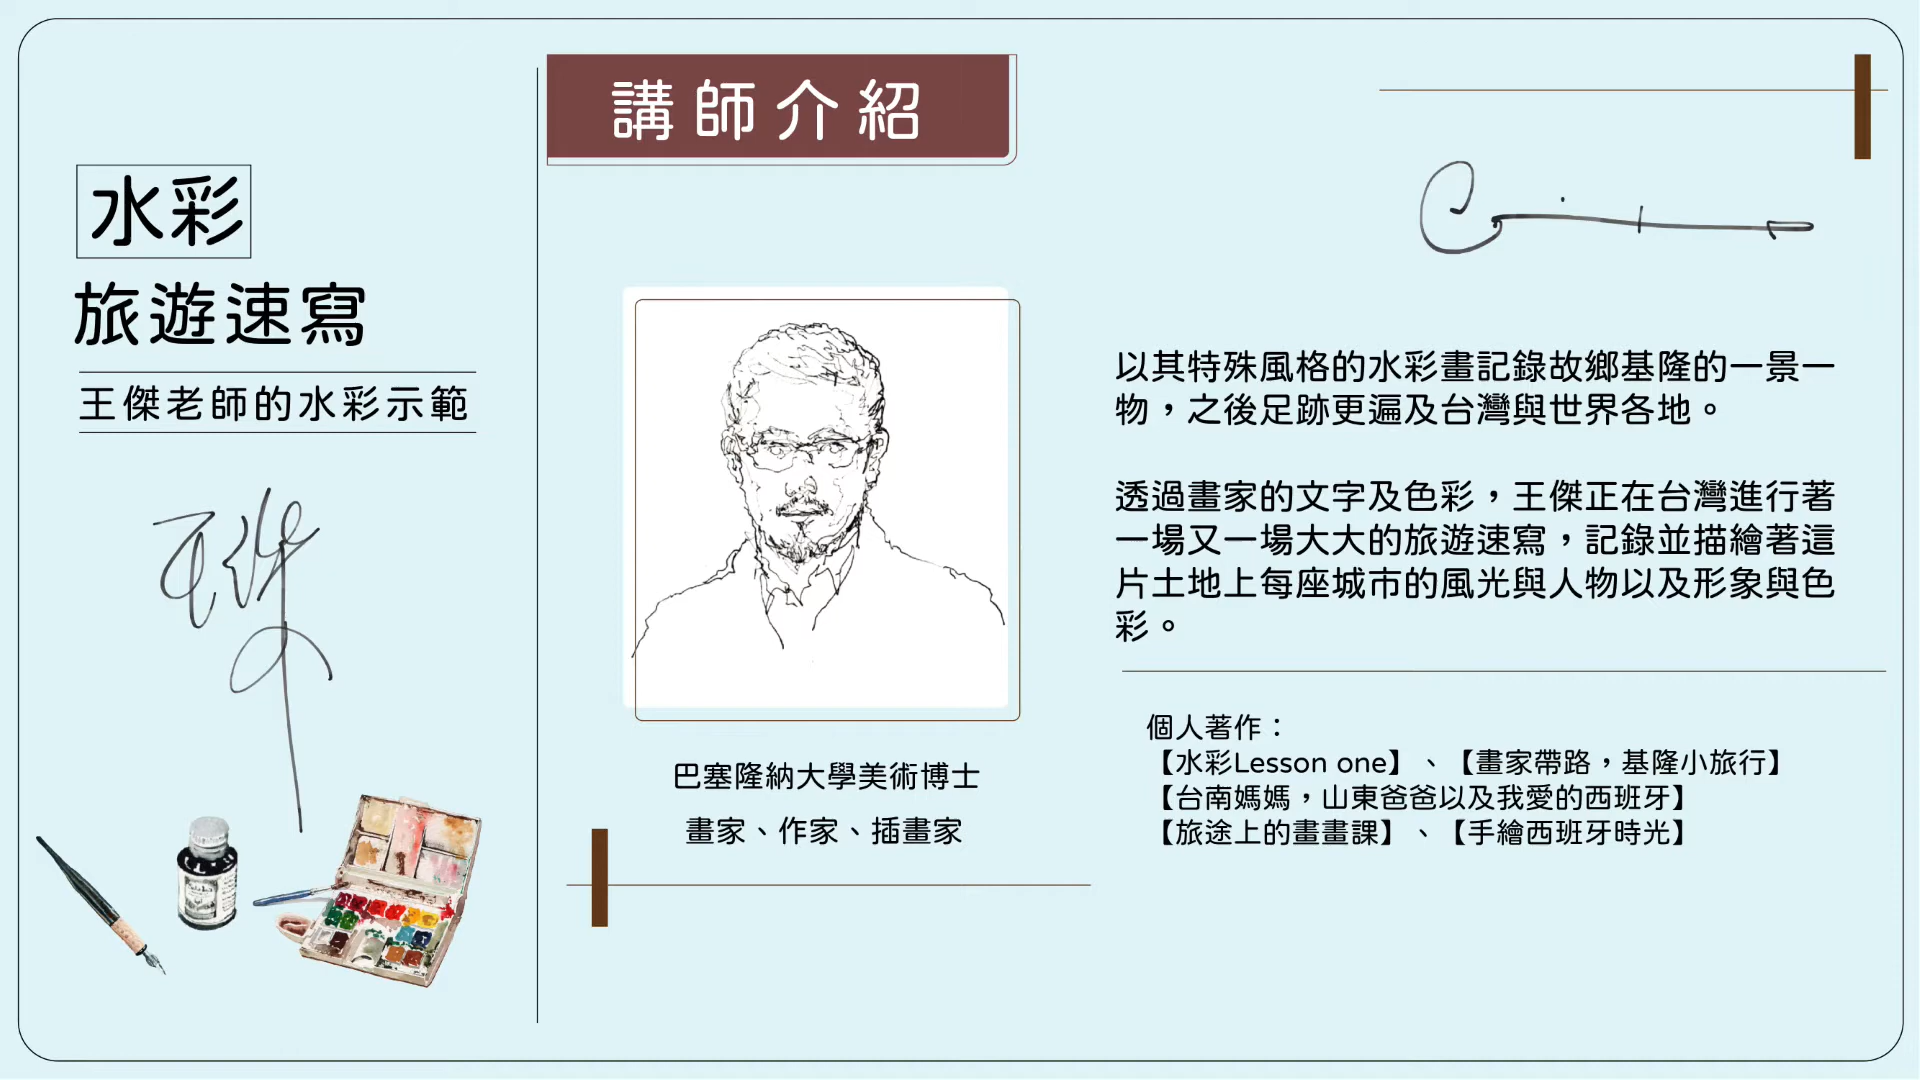 水彩
旅遊速寫
王傑老師的水彩示範
王傑
講師介紹
巴塞隆納大學美術博士
畫家、作家、插畫家
以其特殊風格的水彩畫記錄故鄉基隆的一景一
物，之後足跡更遍及台灣與世界各地。
透過畫家的文字及色彩，王傑正在台灣進行著
一場又一場大大的旅遊速寫，記錄並描繪著這
片土地上每座城市的風光與人物以及形象與色
彩。
個人著作：
【水彩Lesson one】、【畫家帶路，基隆小旅行】
【台南媽媽，山東爸爸以及我愛的西班牙】
【旅途上的畫畫課】、【手繪西班牙時光】